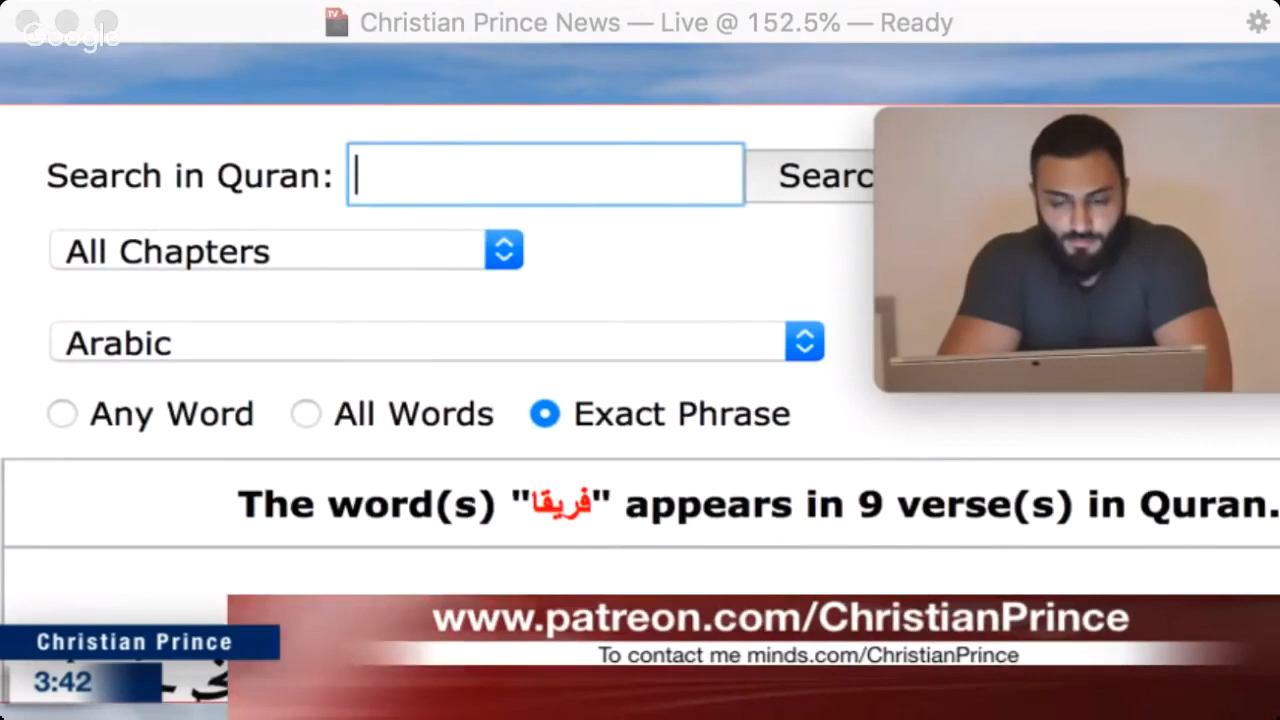 Google
Christian Prince News — Live @ 152.5% — Ready
Search in Quran:
Searc
All Chapters
Arabic
Any Word All Words Exact Phrase
The word(s) "فريقا" appears in 9 verse(s) in Quran.
www.patreon.com/ChristianPrince
To contact me minds.com/ChristianPrince
Christian Prince
3:42